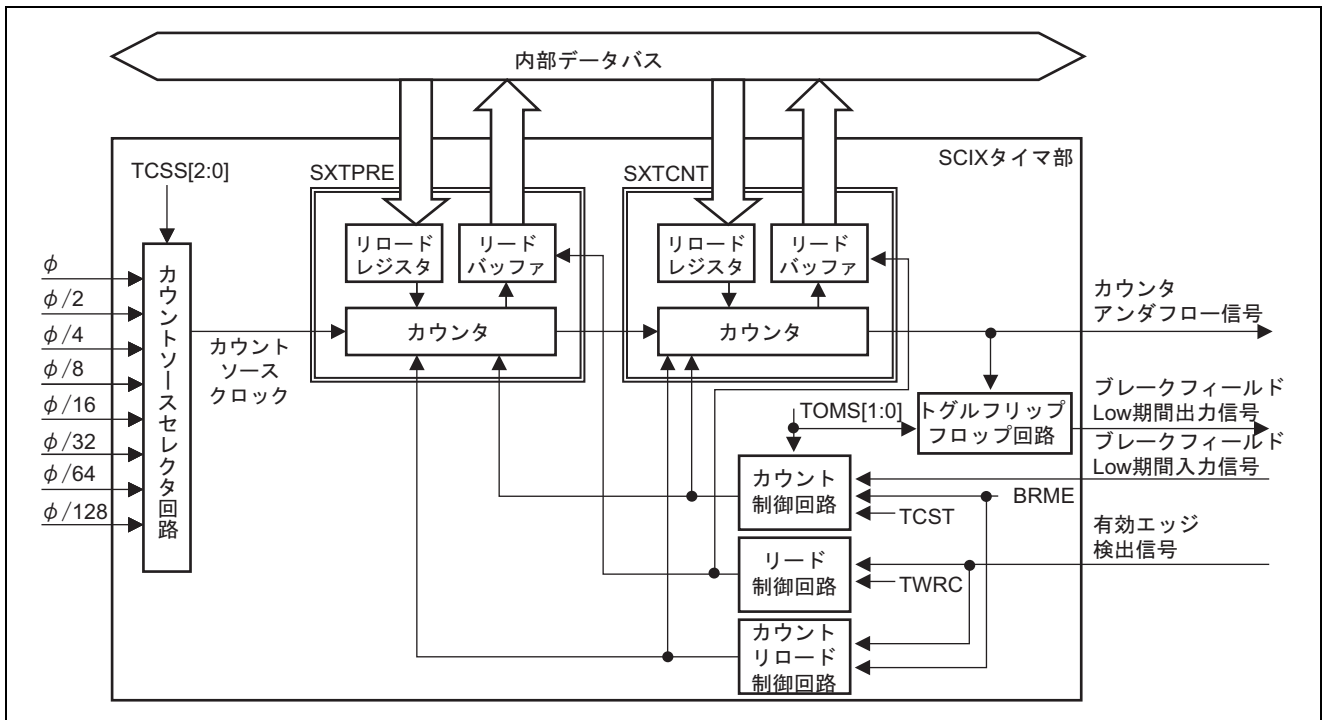 内部データバス
SCIXタイマ部
TCSS[2:0]
SXTPRE
SXTCNT
リロード
レジスタ
リード
バッファ
リロード
レジスタ
リード
バッファ
φ
φ/2
φ/4
φ/8
φ/16
φ/32
φ/64
φ/128
カウントソースセレクタ回路
カウント
ソース
クロック
カウンタ
カウンタ
カウンタ
アンダフロー信号
TOMS[1:0]
トグルフリップ
フロップ回路
ブレークフィールド
Low期間出力信号
ブレークフィールド
Low期間入力信号
カウント
制御回路
BRME
TCST
有効エッジ
検出信号
リード
制御回路
TWRC
カウント
リロード
制御回路